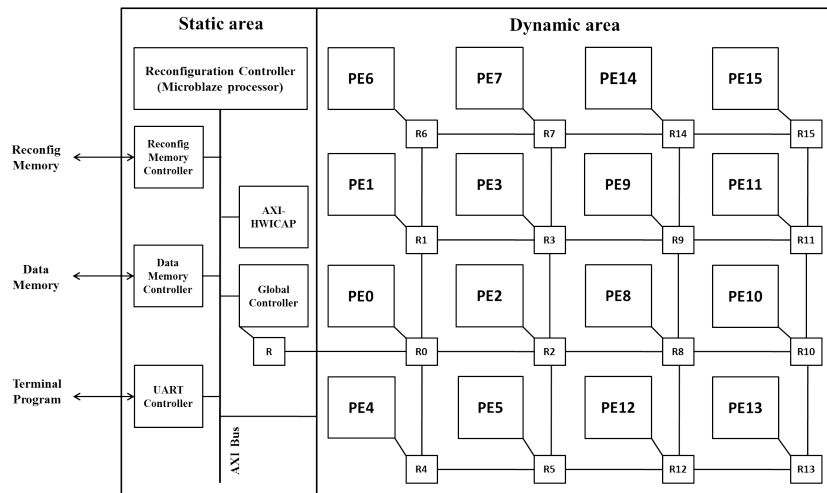 Static area
Dynamic area
Reconfiguration Controller
(Microblaze processor)
PE6
PE7
PE14
PE15
R6
R7
R14
R15
Reconfig
Memory
Reconfig
Memory
Controller
PE1
PE3
PE9
PE11
AXI-
HWICAP
R1
R3
R9
R11
Data
Memory
Data
Memory
Controller
Global
Controller
PE0
PE2
PE8
PE10
R
R0
R2
R8
R10
Terminal
Program
UART
Controller
PE4
PE5
PE12
PE13
AXI Bus
R4
R5
R12
R13